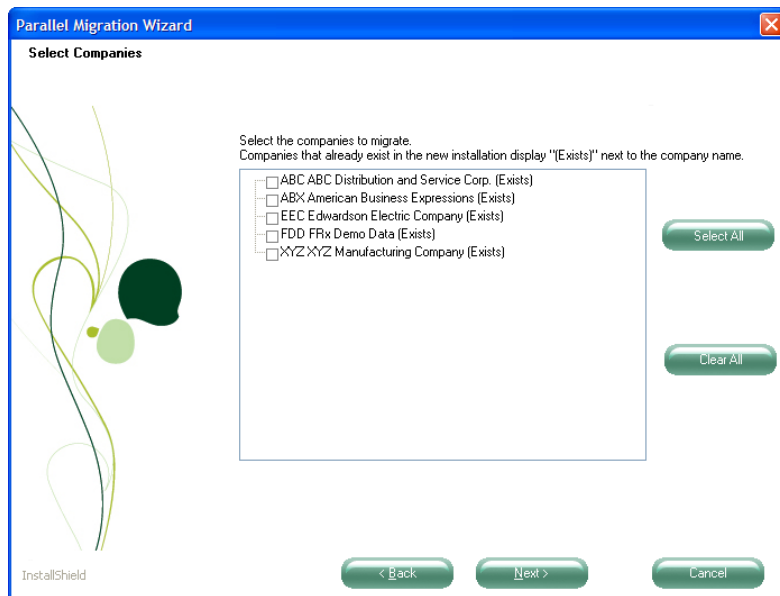 Parallel Migration Wizard
Select Companies
Select the companies to migrate.
Companies that already exist in the new installation display "(Exists)" next to the company name.
ABC ABC Distribution and Service Corp. (Exists)
ABX American Business Expressions (Exists)
EEC Edwardson Electric Company (Exists)
FDD FRx Demo Data (Exists)
XYZ XYZ Manufacturing Company (Exists)
Select All
Clear All
InstallShield
< Back
Next >
Cancel